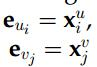 𝐞_{u_i} = 𝐱_i^u,
𝐞_{v_j} = 𝐱_j^v